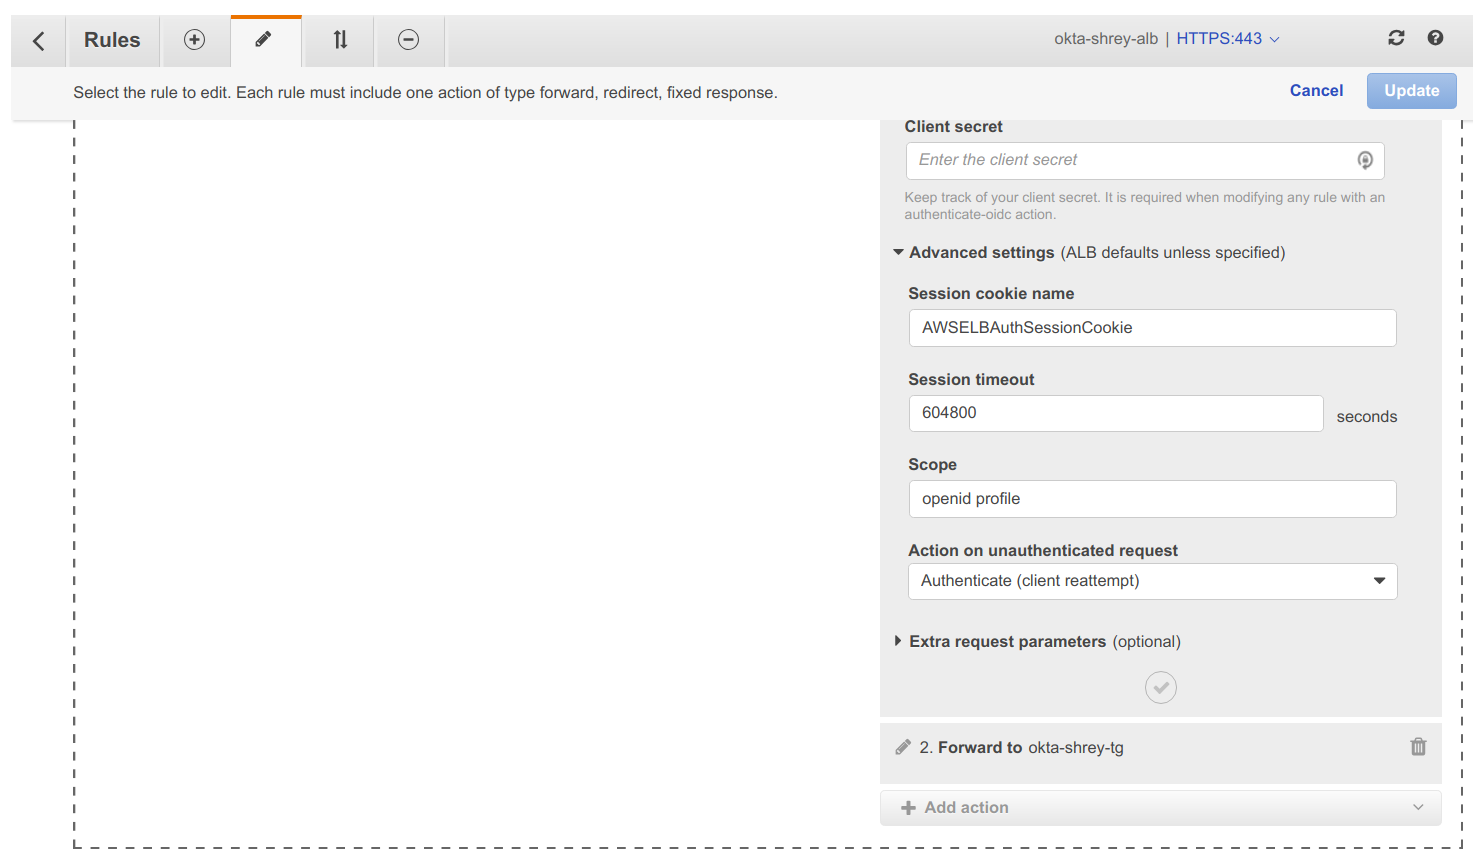 Rules
okta-shrey-alb | HTTPS:443
Select the rule to edit. Each rule must include one action of type forward, redirect, fixed response.
Cancel
Update
Client secret
Enter the client secret
Keep track of your client secret. It is required when modifying any rule with an
authenticate-oidc action.
Advanced settings (ALB defaults unless specified)
Session cookie name
AWSELBAuthSessionCookie
Session timeout
604800
seconds
Scope
openid profile
Action on unauthenticated request
Authenticate (client reattempt)
Extra request parameters (optional)
2. Forward to okta-shrey-tg
Add action